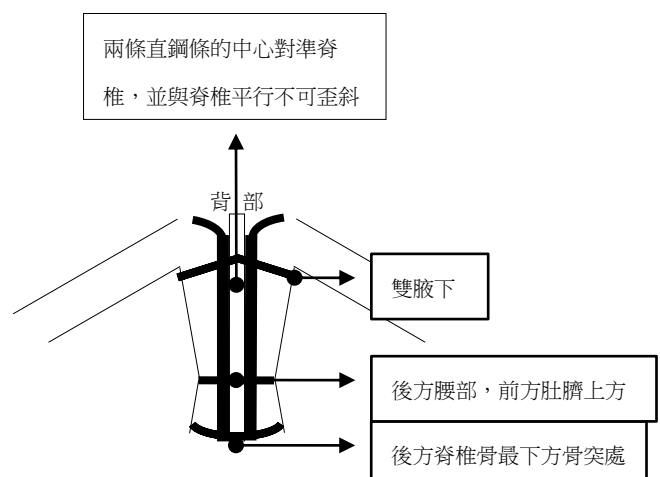 兩條直鋼條的中心對準脊
椎，並與脊椎平行不可歪斜
背 部
雙腋下
後方腰部，前方肚臍上方
後方脊椎骨最下方骨突處